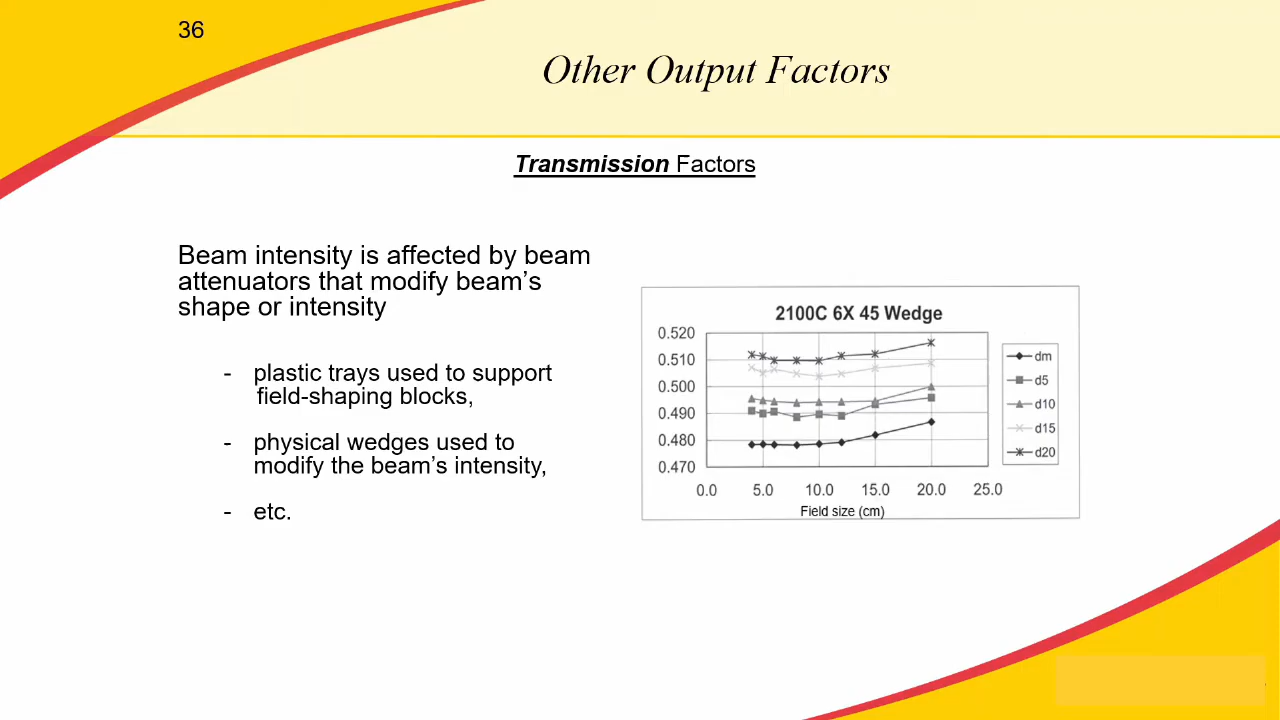 36
Other Output Factors
Transmission Factors
Beam intensity is affected by beam
attenuators that modify beam’s
shape or intensity
- plastic trays used to support
field-shaping blocks,
- physical wedges used to
modify the beam’s intensity,
- etc.
2100C 6X 45 Wedge
0.520
0.510
0.500
0.490
0.480
0.470
0.0 5.0 10.0 15.0 20.0 25.0
Field size (cm)
dm
d5
d10
d15
d20